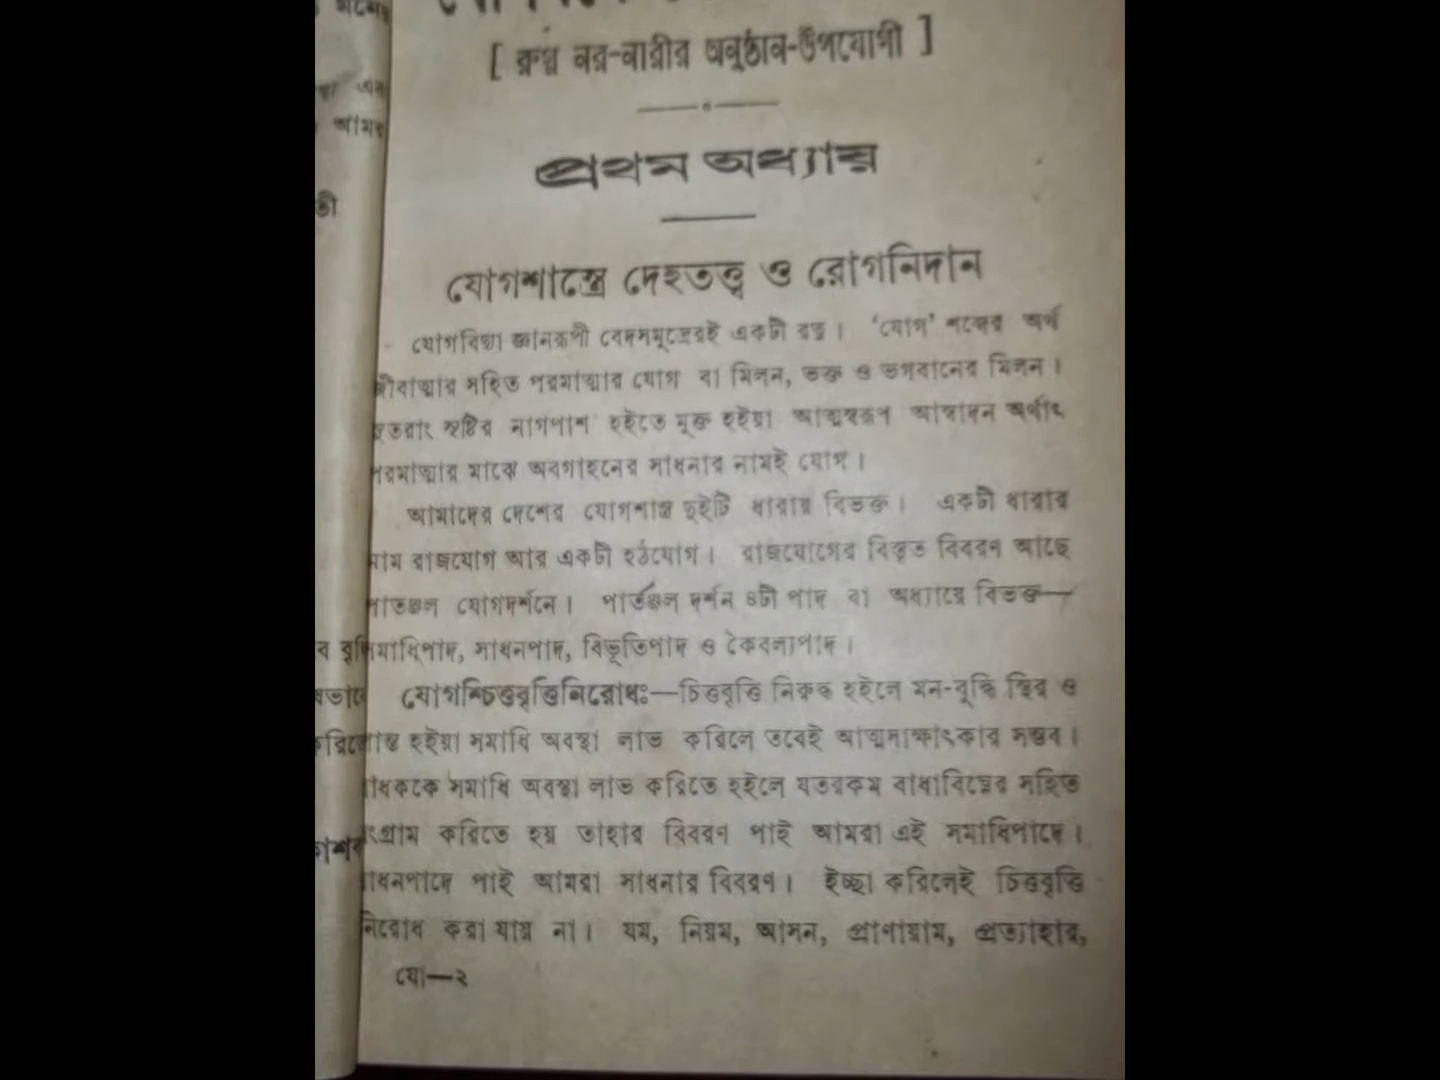 [ রুগ্ন নর-নারীর অনুষ্ঠান-উপযোগী ]
প্রথম অধ্যায়
যোগশাস্ত্রে দেহতত্ত্ব ও রোগনিদান
যোগবিদ্যা জ্ঞানরূপী বেদসমুদ্রেরই একটী রত্ন। ‘যোগ’ শব্দের অর্থ
জীবাত্মার সহিত পরমাত্মার যোগ বা মিলন, ভক্ত ও ভগবানের মিলন।
সুতরাং সৃষ্টির নাগপাশ হইতে মুক্ত হইয়া আত্মস্বরূপ আস্বাদন অর্থাৎ
পরমাত্মার মাঝে অবগাহনের সাধনার নামই যোগ।
আমাদের দেশের যোগশাস্ত্র দুইটি ধারায় বিভক্ত। একটী ধারার
নাম রাজযোগ আর একটী হঠযোগ। রাজযোগের বিস্তৃত বিবরণ আছে
পাতঞ্জল যোগদর্শনে। পাতঞ্জল দর্শন ৪টী পাদ বা অধ্যায়ে বিভক্ত—
সমাধিপাদ, সাধনপাদ, বিভূতিপাদ ও কৈবল্যপাদ।
যোগশ্চিত্তবৃত্তিনিরোধঃ—চিত্তবৃত্তি নিরুদ্ধ হইলে মন-বুদ্ধি স্থির ও
শান্ত হইয়া সমাধি অবস্থা লাভ করিলে তবেই আত্মসাক্ষাৎকার সম্ভব।
সাধককে সমাধি অবস্থা লাভ করিতে হইলে যতরকম বাধাবিঘ্নের সহিত
সংগ্রাম করিতে হয় তাহার বিবরণ পাই আমরা এই সমাধিপাদে।
সাধনপাদে পাই আমরা সাধনার বিবরণ। ইচ্ছা করিলেই চিত্তবৃত্তি
নিরোধ করা যায় না। যম, নিয়ম, আসন, প্রাণায়াম, প্রত্যাহার,
যো—২